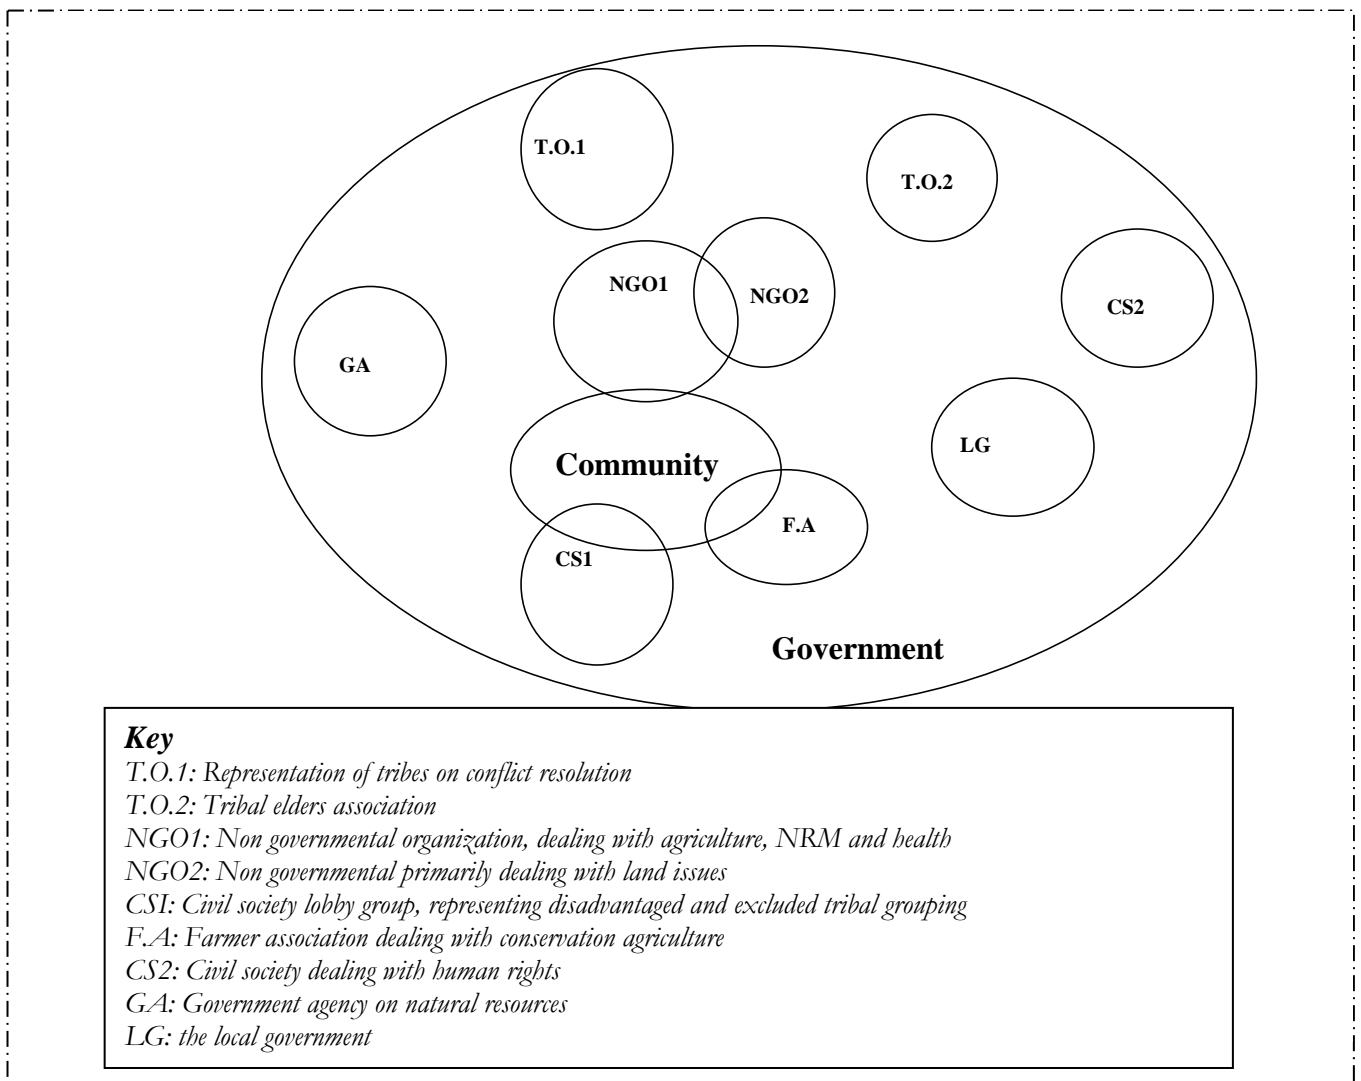 T.O.1
T.O.2
NGO1
NGO2
CS2
GA
LG
Community
F.A
CS1
Government
Key
T.O.1: Representation of tribes on conflict resolution
T.O.2: Tribal elders association
NGO1: Non governmental organization, dealing with agriculture, NRM and health
NGO2: Non governmental primarily dealing with land issues
CSI: Civil society lobby group, representing disadvantaged and excluded tribal grouping
F.A: Farmer association dealing with conservation agriculture
CS2: Civil society dealing with human rights
GA: Government agency on natural resources
LG: the local government